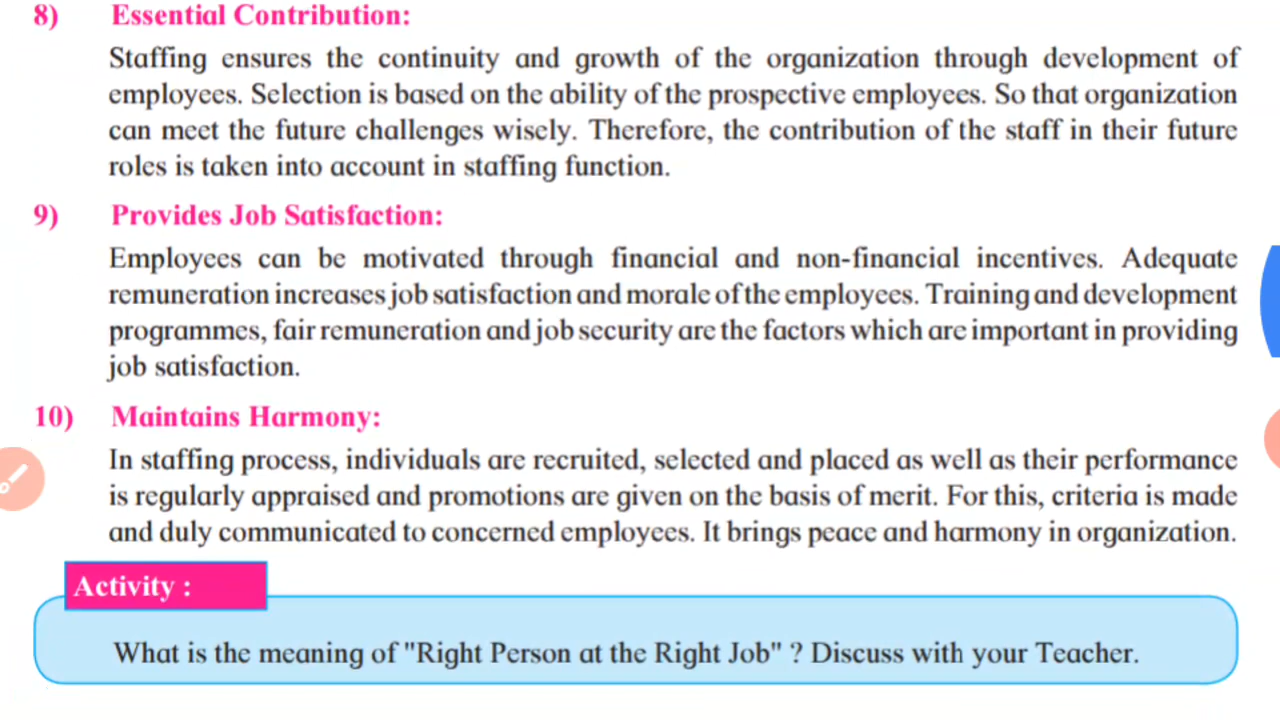 8) Essential Contribution:
Staffing ensures the continuity and growth of the organization through development of
employees. Selection is based on the ability of the prospective employees. So that organization
can meet the future challenges wisely. Therefore, the contribution of the staff in their future
roles is taken into account in staffing function.
9) Provides Job Satisfaction:
Employees can be motivated through financial and non-financial incentives. Adequate
remuneration increases job satisfaction and morale of the employees. Training and development
programmes, fair remuneration and job security are the factors which are important in providing
job satisfaction.
10) Maintains Harmony:
In staffing process, individuals are recruited, selected and placed as well as their performance
is regularly appraised and promotions are given on the basis of merit. For this, criteria is made
and duly communicated to concerned employees. It brings peace and harmony in organization.
Activity :
What is the meaning of "Right Person at the Right Job" ? Discuss with your Teacher.